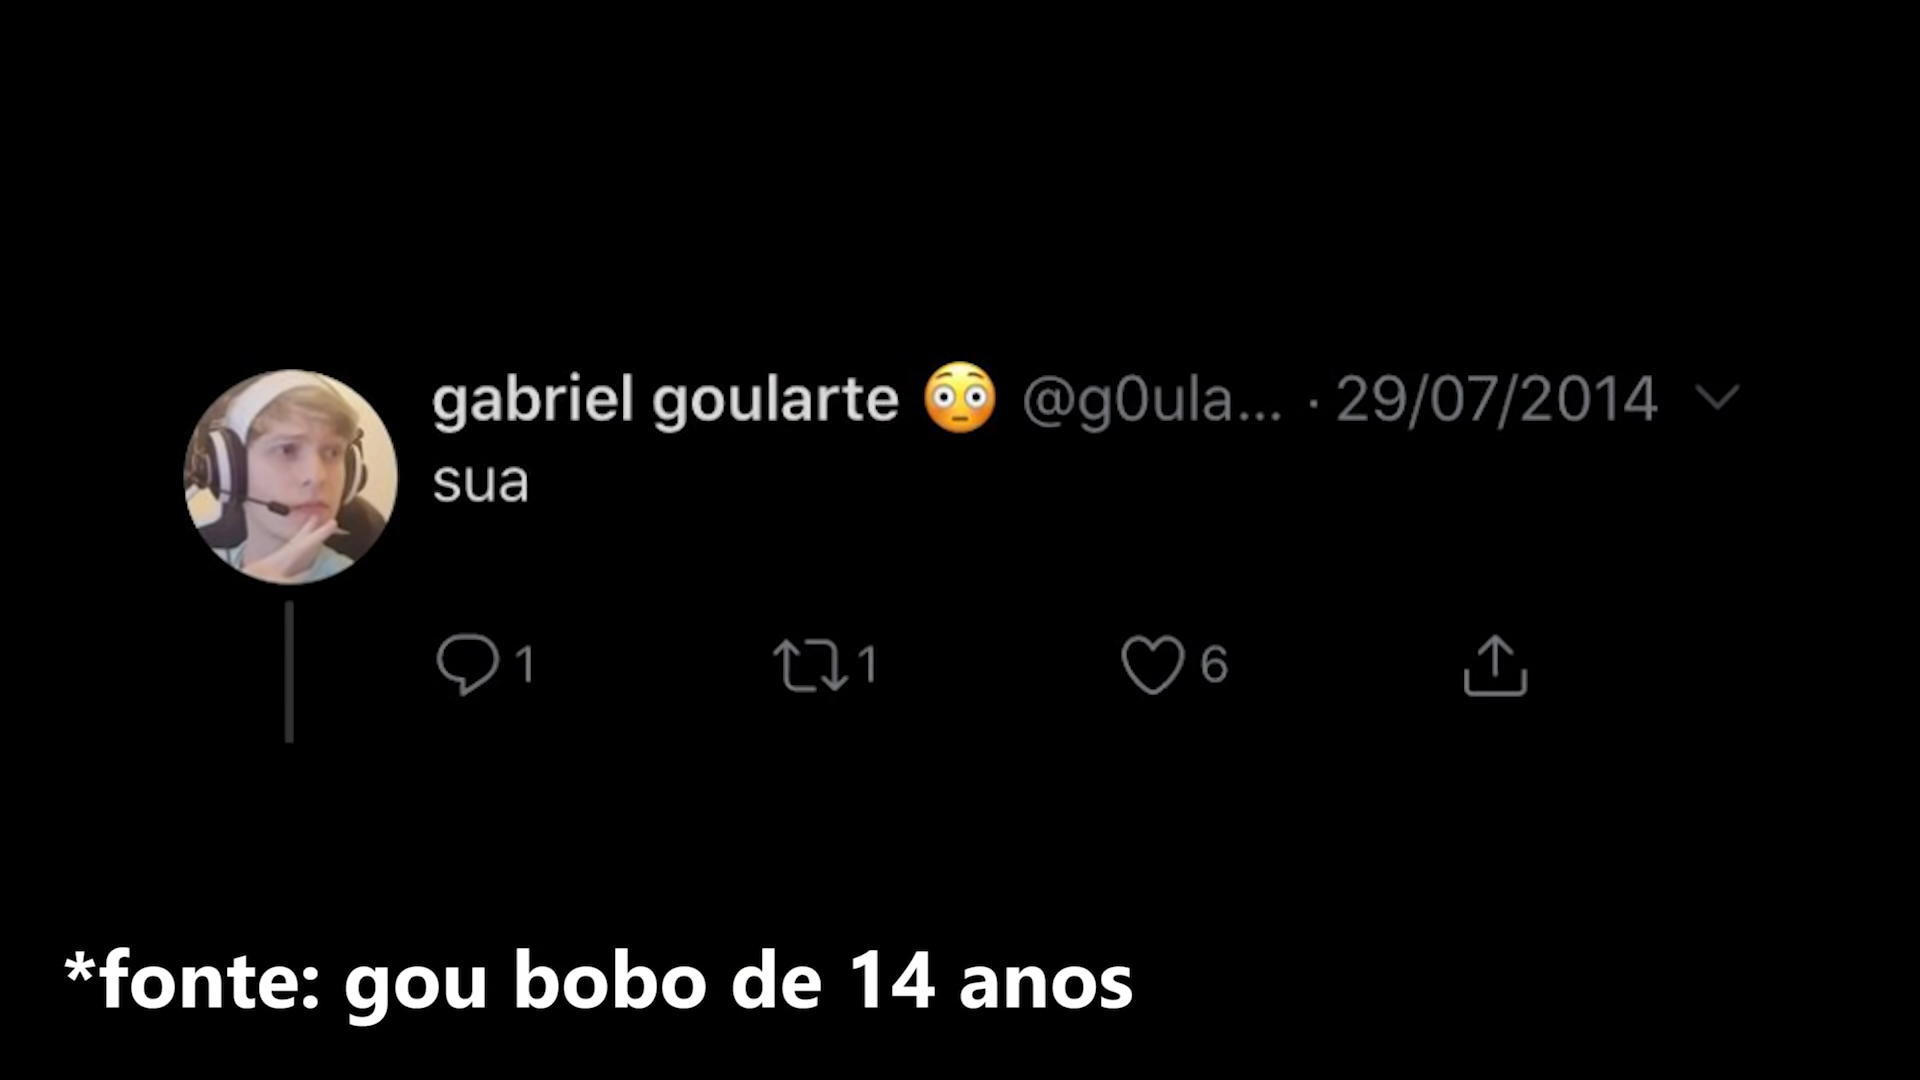 gabriel goularte 😳 @g0ula... · 29/07/2014
sua
1 1 6
*fonte: gou bobo de 14 anos